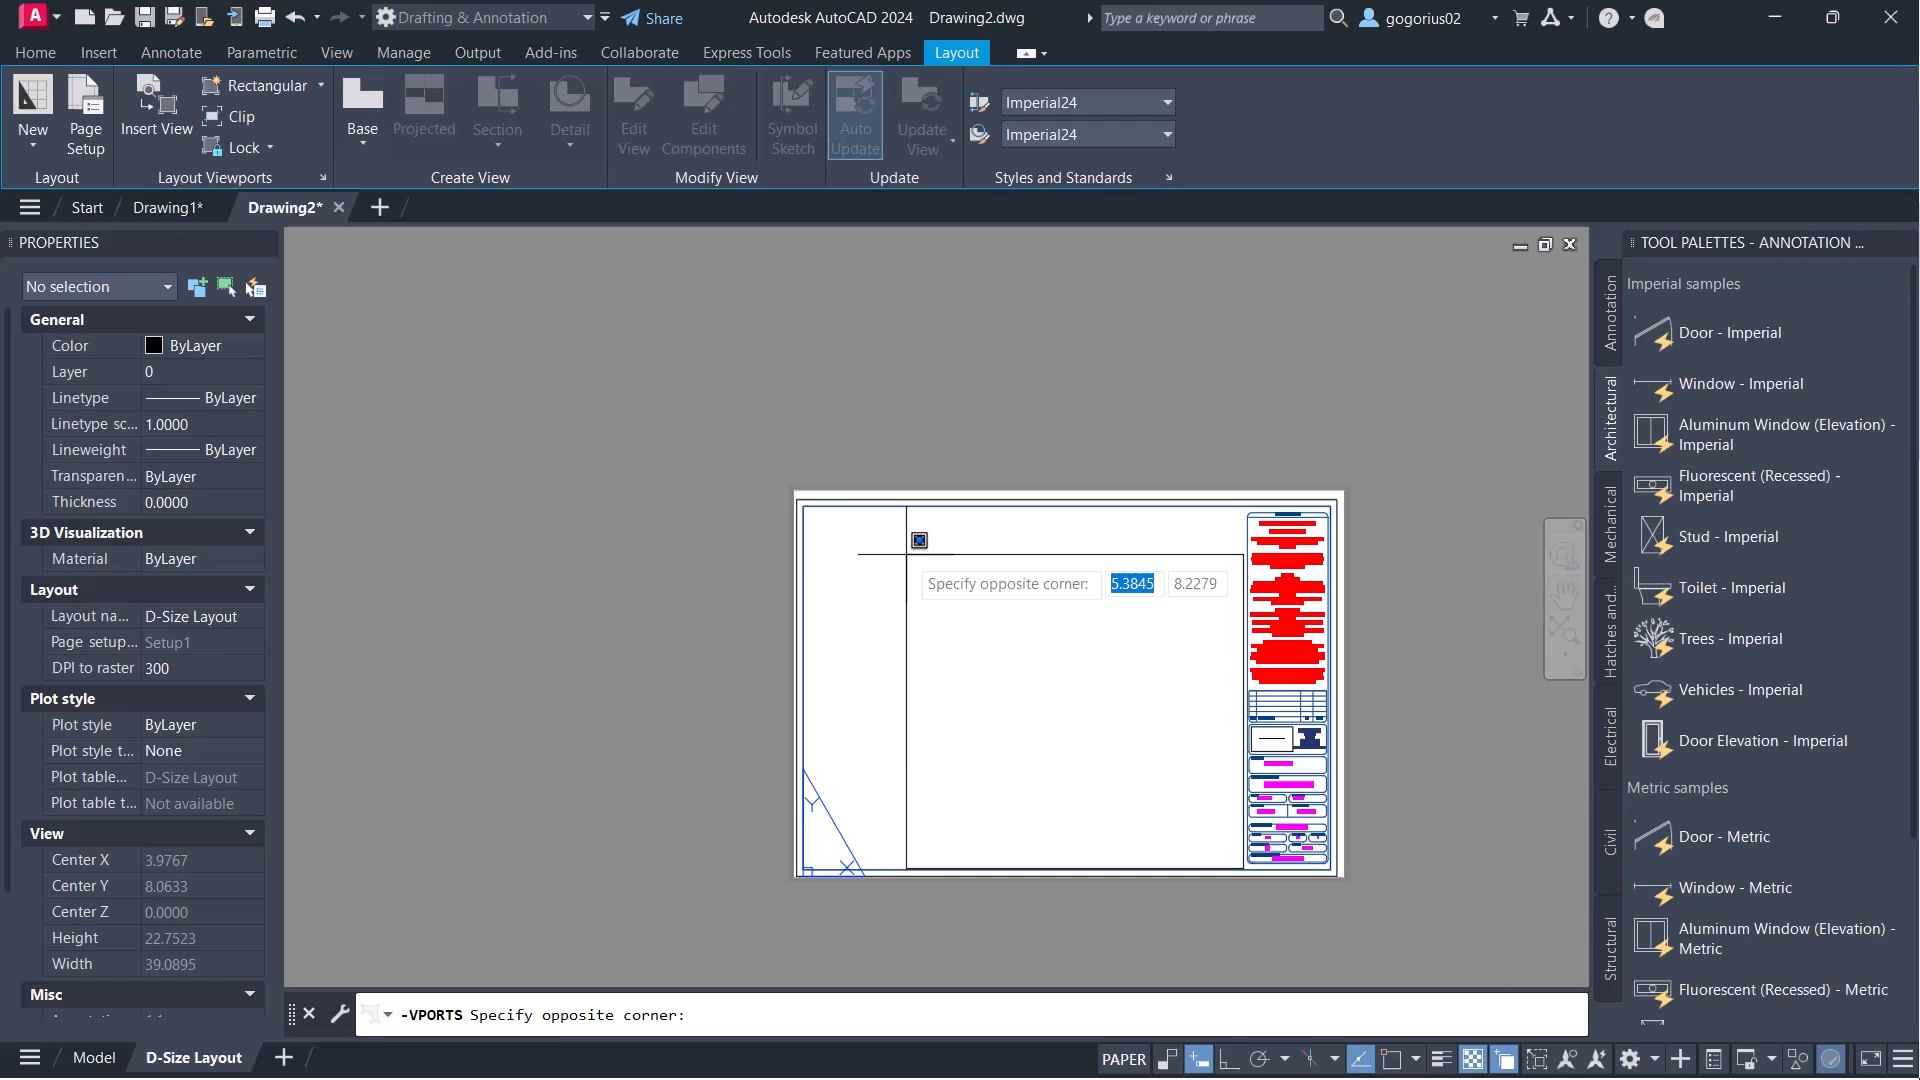 A
Drafting & Annotation
Share
Autodesk AutoCAD 2024 Drawing2.dwg
Type a keyword or phrase
gogorius02
Home Insert Annotate Parametric View Manage Output Add-ins Collaborate Express Tools Featured Apps Layout
New
Page Setup
Insert View
Rectangular
Clip
Lock
Base
Projected
Section
Detail
Edit View
Edit Components
Symbol Sketch
Auto Update
Update View
Imperial24
Imperial24
Layout
Layout Viewports
Create View
Modify View
Update
Styles and Standards
Start
Drawing1*
Drawing2*
PROPERTIES
No selection
General
Color ByLayer
Layer 0
Linetype ByLayer
Linetype sc... 1.0000
Lineweight ByLayer
Transparen... ByLayer
Thickness 0.0000
3D Visualization
Material ByLayer
Layout
Layout na... D-Size Layout
Page setup... Setup1
DPI to raster 300
Plot style
Plot style ByLayer
Plot style t... None
Plot table... D-Size Layout
Plot table t... Not available
View
Center X 3.9767
Center Y 8.0633
Center Z 0.0000
Height 22.7523
Width 39.0895
Misc
Specify opposite corner: 5.3845 8.2279
Y
X
-VPORTS Specify opposite corner:
TOOL PALETTES - ANNOTATION ...
Annotation
Architectural
Mechanical
Hatches and...
Electrical
Civil
Structural
Imperial samples
Door - Imperial
Window - Imperial
Aluminum Window (Elevation) -
Imperial
Fluorescent (Recessed) -
Imperial
Stud - Imperial
Toilet - Imperial
Trees - Imperial
Vehicles - Imperial
Door Elevation - Imperial
Metric samples
Door - Metric
Window - Metric
Aluminum Window (Elevation) -
Metric
Fluorescent (Recessed) - Metric
Model
D-Size Layout
PAPER